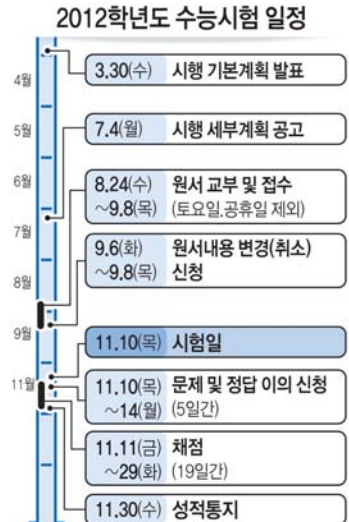 2012학년도 수능시험 일정
4월
5월
6월
7월
8월
9월
11월
3.30(수) 시행 기본계획 발표
7.4(월) 시행 세부계획 공고
8.24(수) 원서 교부 및 접수
~9.8(목) (토요일.공휴일 제외)
9.6(화) 원서내용 변경(취소)
~9.8(목) 신청
11.10(목) 시험일
11.10(목) 문제 및 정답 이의 신청
~14(월) (5일간)
11.11(금) 채점
~29(화) (19일간)
11.30(수) 성적통지